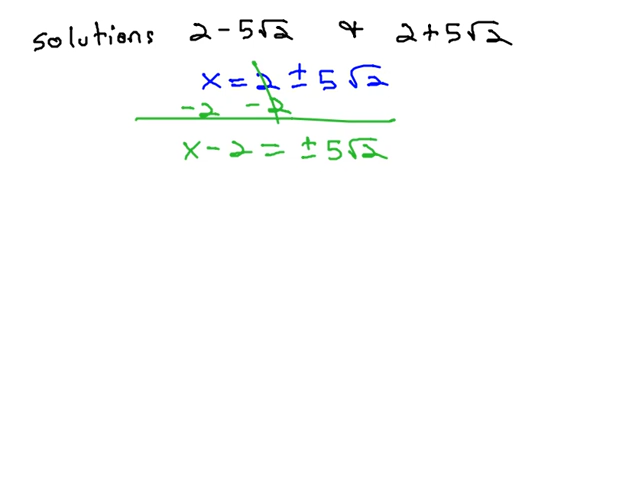 solutions 2 - 5√2 & 2 + 5√2
x = 2 ± 5√2
-2 -2
x - 2 = ± 5√2